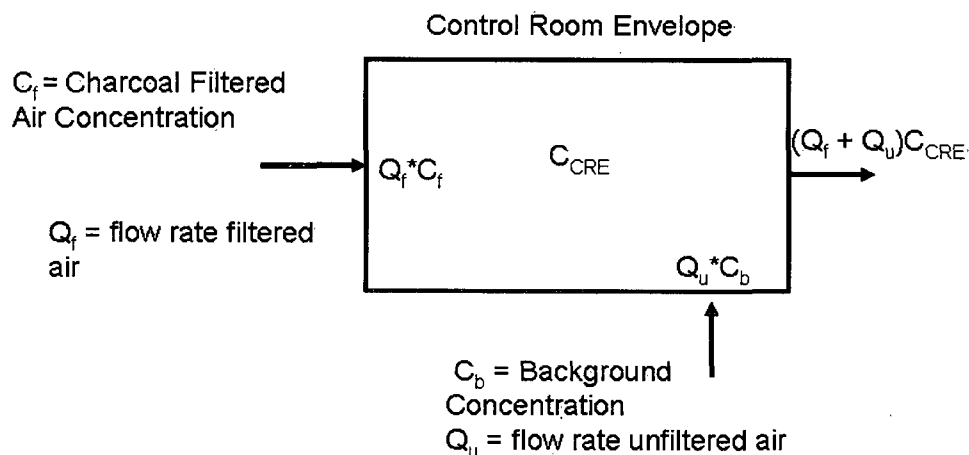 Control Room Envelope
C_f = Charcoal Filtered
Air Concentration
(Q_f + Q_u)C_CRE
Q_f*C_f
C_CRE
Q_f = flow rate filtered
air
Q_u*C_b
C_b = Background
Concentration
Q_u = flow rate unfiltered air